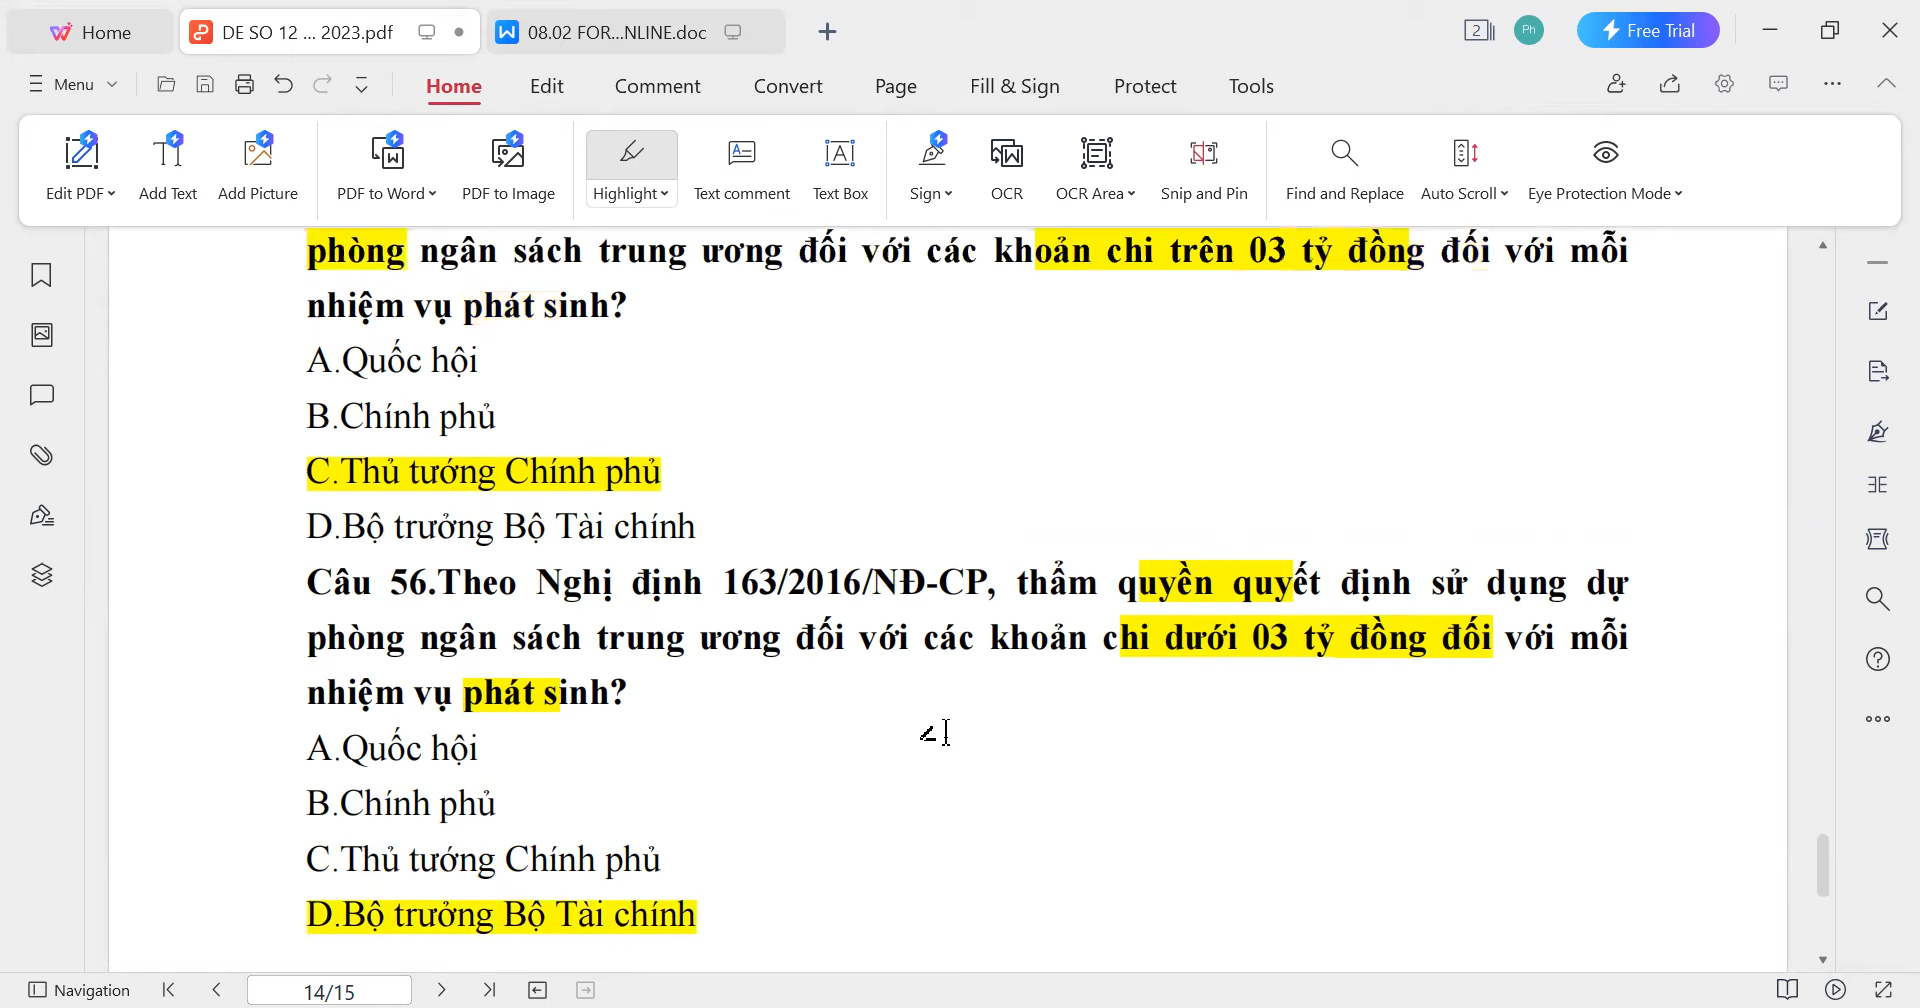 Home
DE SO 12 ... 2023.pdf
08.02 FOR...NLINE.doc
2
Ph
Free Trial
Menu
Home
Edit
Comment
Convert
Page
Fill & Sign
Protect
Tools
Edit PDF
Add Text
Add Picture
PDF to Word
PDF to Image
Highlight
Text comment
Text Box
Sign
OCR
OCR Area
Snip and Pin
Find and Replace
Auto Scroll
Eye Protection Mode
phòng ngân sách trung ương đối với các khoản chi trên 03 tỷ đồng đối với mỗi
nhiệm vụ phát sinh?
A.Quốc hội
B.Chính phủ
C.Thủ tướng Chính phủ
D.Bộ trưởng Bộ Tài chính
Câu 56.Theo Nghị định 163/2016/NĐ-CP, thẩm quyền quyết định sử dụng dự
phòng ngân sách trung ương đối với các khoản chi dưới 03 tỷ đồng đối với mỗi
nhiệm vụ phát sinh?
A.Quốc hội
B.Chính phủ
C.Thủ tướng Chính phủ
D.Bộ trưởng Bộ Tài chính
Navigation
14/15